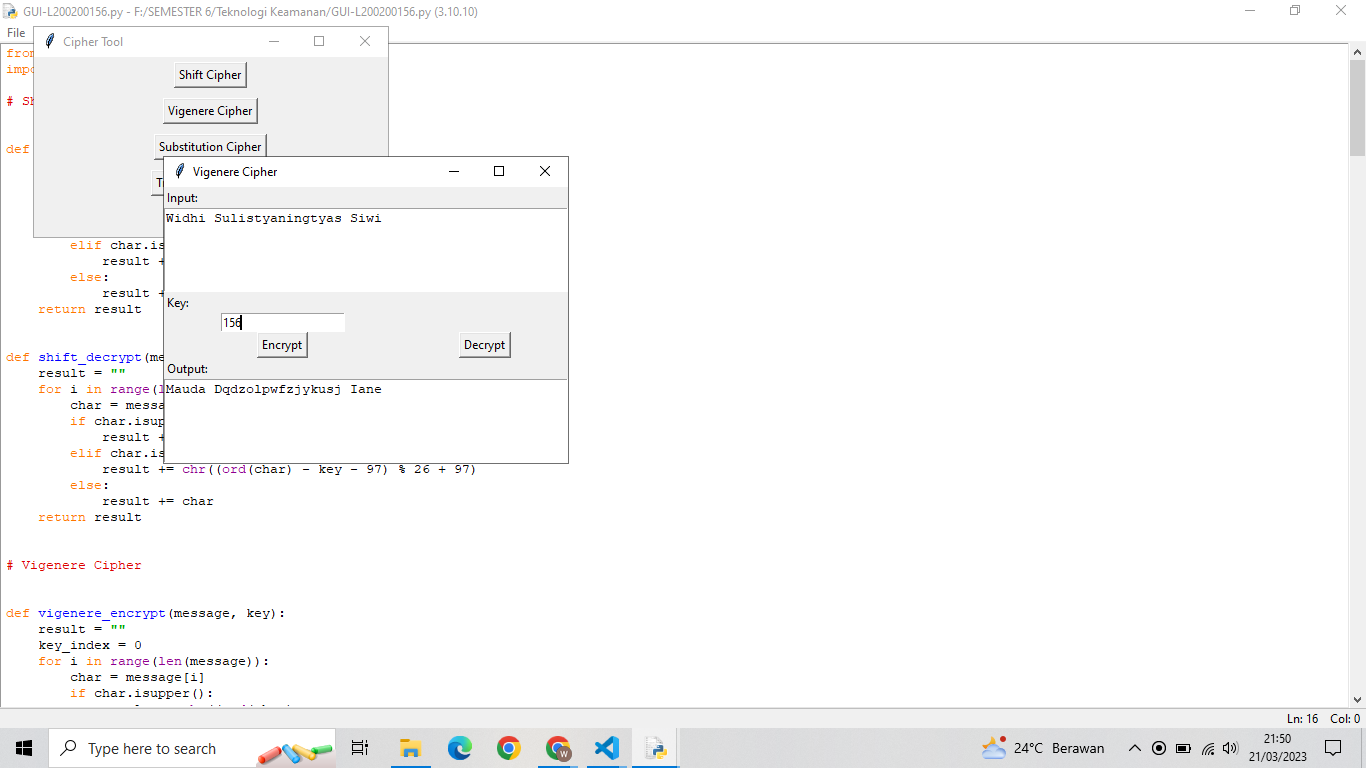 GUI-L200200156.py - F:/SEMESTER 6/Teknologi Keamanan/GUI-L200200156.py (3.10.10)
File
Cipher Tool
Shift Cipher
Vigenere Cipher
Substitution Cipher
Vigenere Cipher
Input:
Widhi Sulistyaningtyas Siwi
Key:
156
Encrypt
Decrypt
Output:
Mauda Dqdzolpwfzjykusj Iane
def
elif char.is
result
else:
result
return result
def shift_decrypt(me
result = ""
for i in range(l
char = messa
if char.isup
result
elif char.is
result += chr((ord(char) - key - 97) % 26 + 97)
else:
result += char
return result
# Vigenere Cipher
def vigenere_encrypt(message, key):
result = ""
key_index = 0
for i in range(len(message)):
char = message[i]
if char.isupper():
Ln: 16 Col: 0
Type here to search
24°C Berawan
21:50
21/03/2023